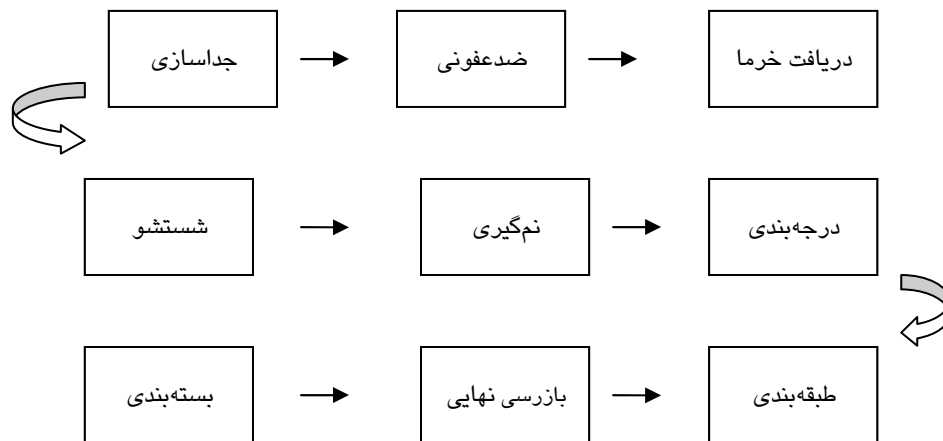 دریافت خرما
ضدعفونی
جداسازی
شستشو
نم‌گیری
درجه‌بندی
طبقه‌بندی
بازرسی نهایی
بسته‌بندی